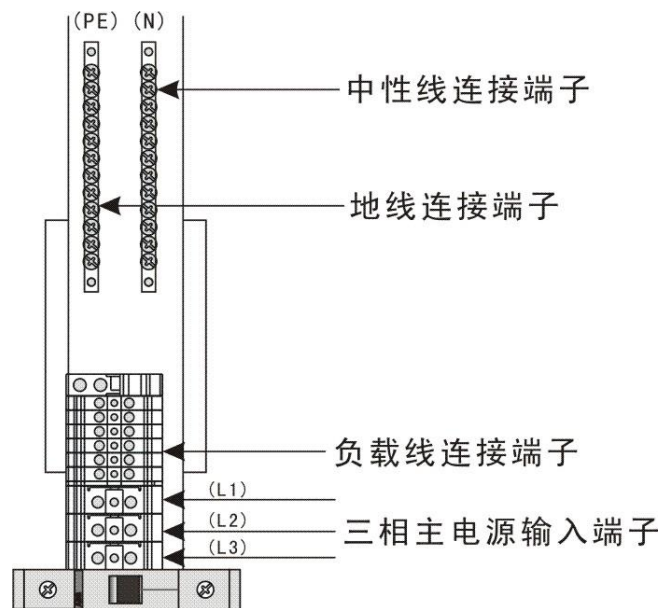 (PE) (N)
中性线连接端子
地线连接端子
负载线连接端子
(L1)
(L2)
三相主电源输入端子
(L3)